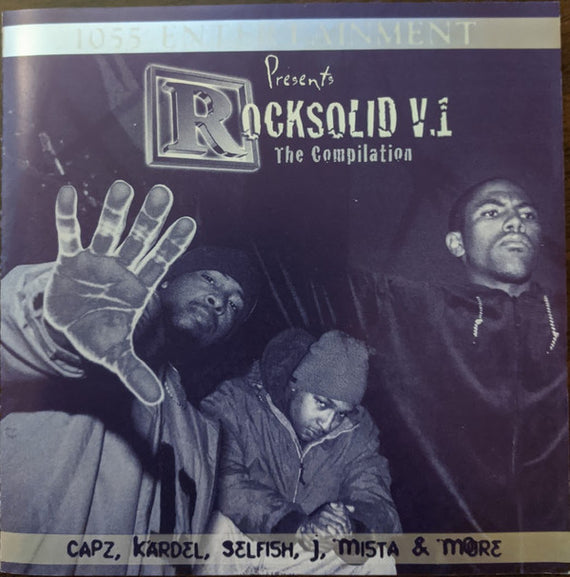 1055 ENTERTAINMENT
Presents
ROCKSOLID V.1
The Compilation
CAPZ, KARDEL, SELFISH, J, MISTA & MORE